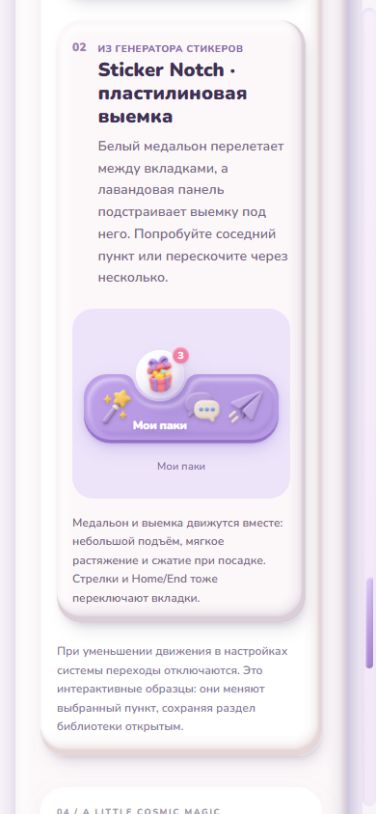 02 ИЗ ГЕНЕРАТОРА СТИКЕРОВ
Sticker Notch ·
пластилиновая
выемка
Белый медальон перелетает
между вкладками, а
лавандовая панель
подстраивает выемку под
него. Попробуйте соседний
пункт или перескочите через
несколько.
3
Мои паки
Мои паки
Медальон и выемка движутся вместе:
небольшой подъём, мягкое
растяжение и сжатие при посадке.
Стрелки и Home/End тоже
переключают вкладки.
При уменьшении движения в настройках
системы переходы отключаются. Это
интерактивные образцы: они меняют
выбранный пункт, сохраняя раздел
библиотеки открытым.
04 / A LITTLE COSMIC MAGIC